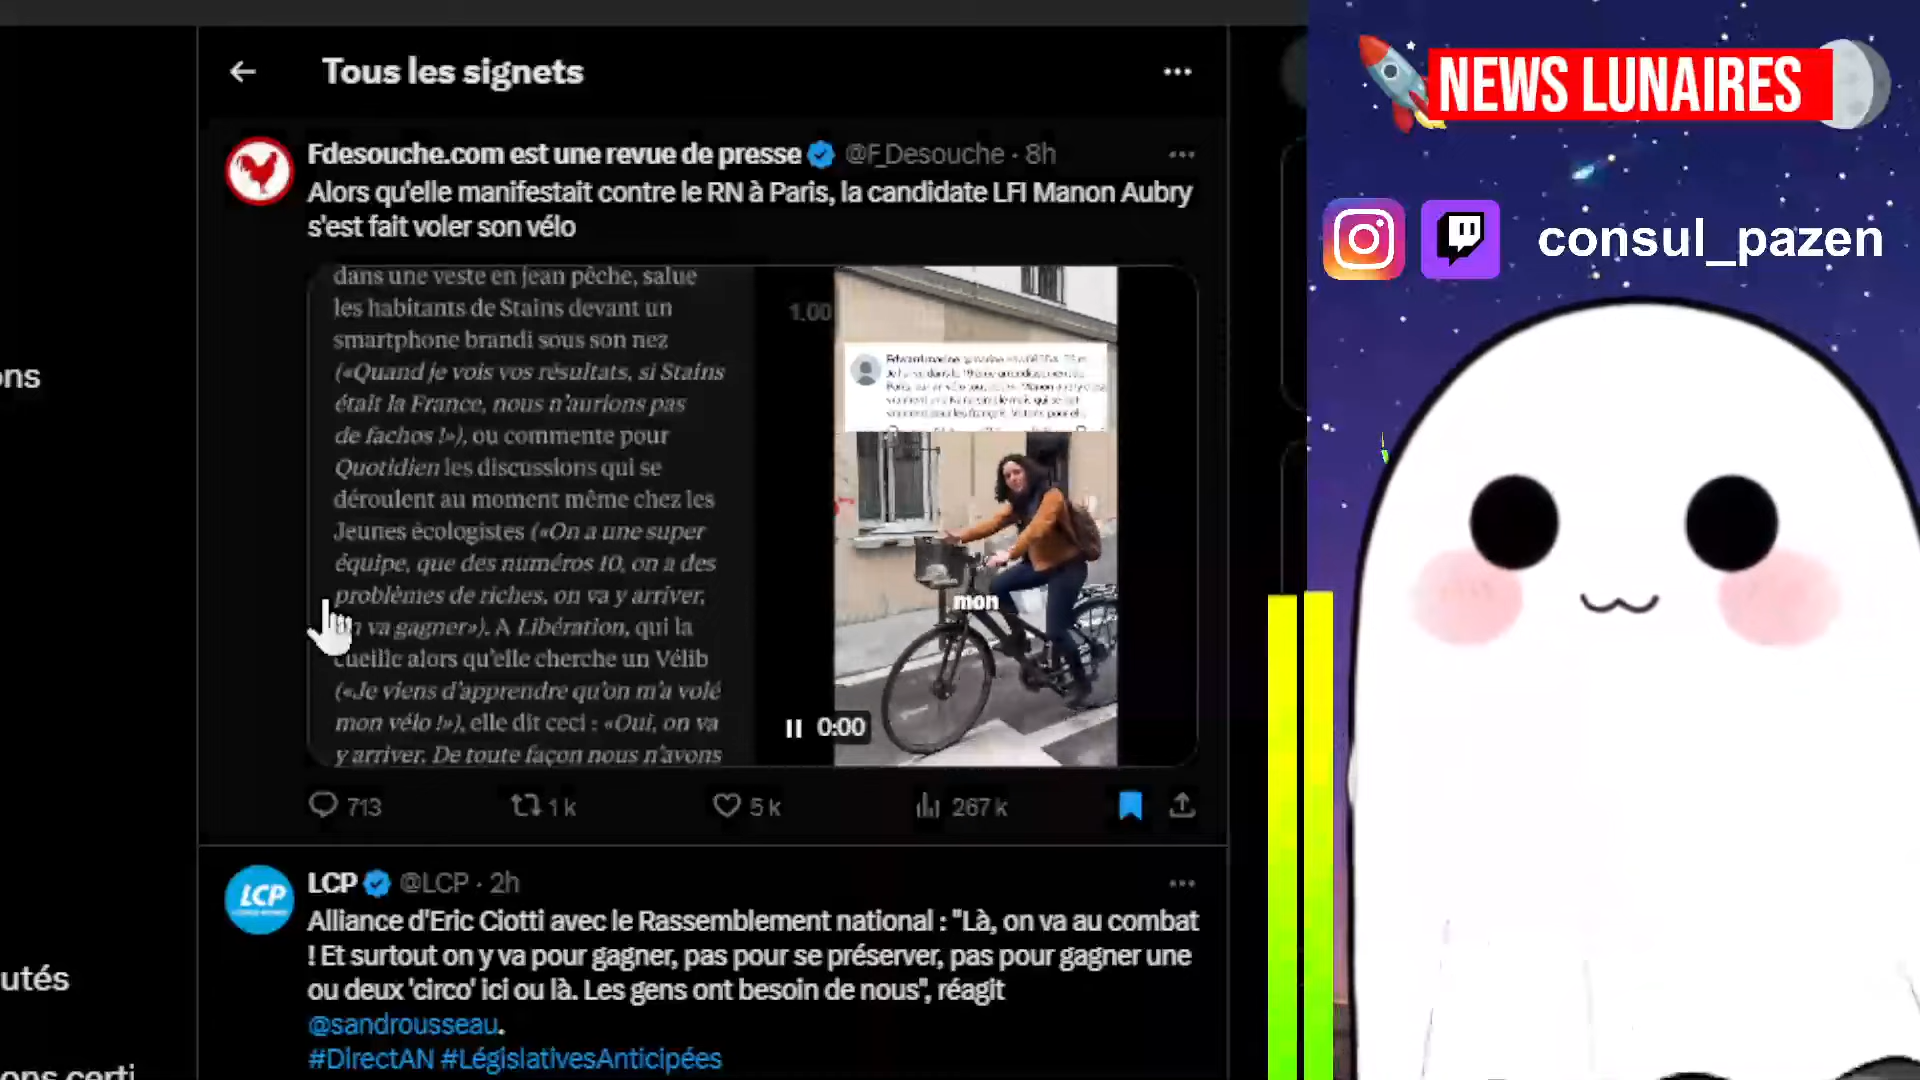 Tous les signets
NEWS LUNAIRES
consul_pazen
Fdesouche.com est une revue de presse @F_Desouche · 8h
Alors qu'elle manifestait contre le RN à Paris, la candidate LFI Manon Aubry
s'est fait voler son vélo
dans une veste en jean pêche, salue
les habitants de Stains devant un
smartphone brandi sous son nez
(«Quand je vois vos résultats, si Stains
était la France, nous n'aurions pas
de fachos !»), ou commente pour
Quotidien les discussions qui se
déroulent au moment même chez les
Jeunes écologistes («On a une super
équipe, que des numéros 10, on a des
problèmes de riches, on va y arriver,
va gagner»). A Libération, qui la
cueille alors qu'elle cherche un Vélib
(«Je viens d'apprendre qu'on m'a volé
mon vélo !»), elle dit ceci : «Oui, on va
y arriver. De toute façon nous n'avons
1.00
mon
0:00
713 1 k 5 k 267 k
LCP @LCP · 2h
Alliance d'Eric Ciotti avec le Rassemblement national : "Là, on va au combat
! Et surtout on y va pour gagner, pas pour se préserver, pas pour gagner une
ou deux 'circo' ici ou là. Les gens ont besoin de nous", réagit
@sandrousseau.
#DirectAN #LégislativesAnticipées
LCP
ons
utés
ons certi